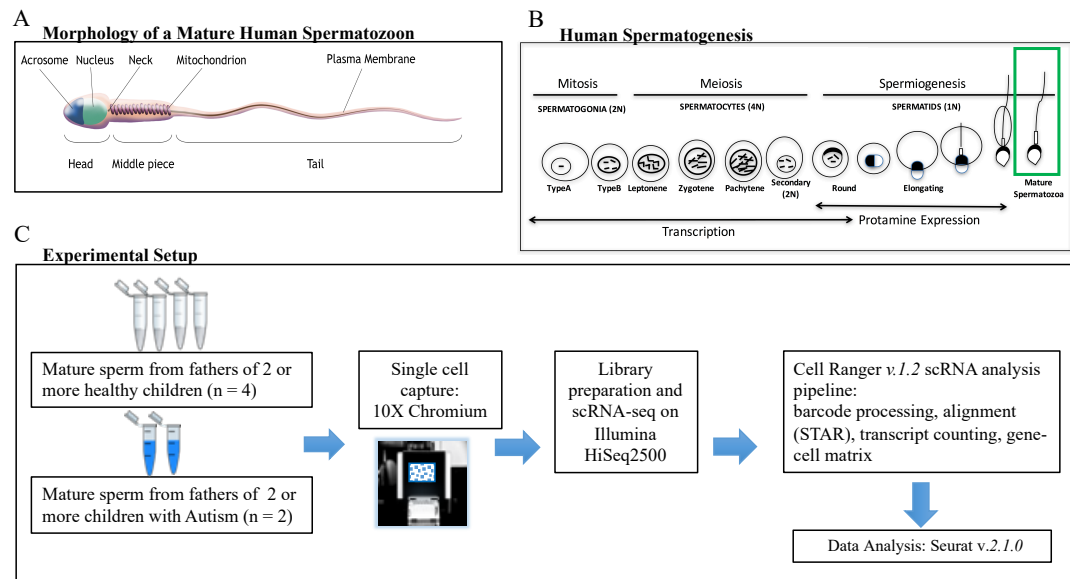 A
Morphology of a Mature Human Spermatozoon
Acrosome Nucleus Neck Mitochondrion Plasma Membrane
Head Middle piece Tail
B
Human Spermatogenesis
Mitosis Meiosis Spermiogenesis
SPERMATOGONIA (2N) SPERMATOCYTES (4N) SPERMATIDS (1N)
TypeA TypeB Leptonene Zygotene Pachytene Secondary (2N) Round Elongating Mature Spermatozoa
Protamine Expression
Transcription
C
Experimental Setup
Mature sperm from fathers of 2 or
more healthy children (n = 4)
Mature sperm from fathers of 2 or
more children with Autism (n = 2)
Single cell
capture:
10X Chromium
Library
preparation and
scRNA-seq on
Illumina
HiSeq2500
Cell Ranger v.1.2 scRNA analysis
pipeline:
barcode processing, alignment
(STAR), transcript counting, gene-
cell matrix
Data Analysis: Seurat v.2.1.0